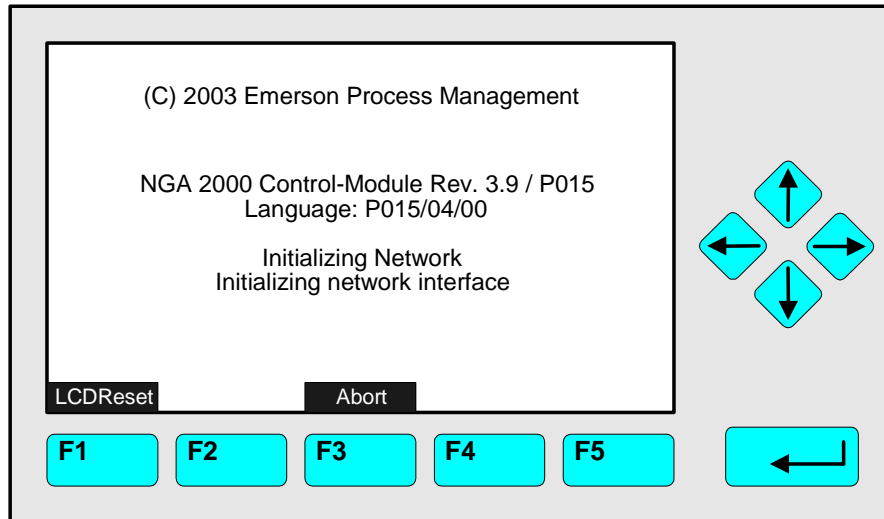 (C) 2003 Emerson Process Management
NGA 2000 Control-Module Rev. 3.9 / P015
Language: P015/04/00
Initializing Network
Initializing network interface
LCDReset Abort
F1 F2 F3 F4 F5